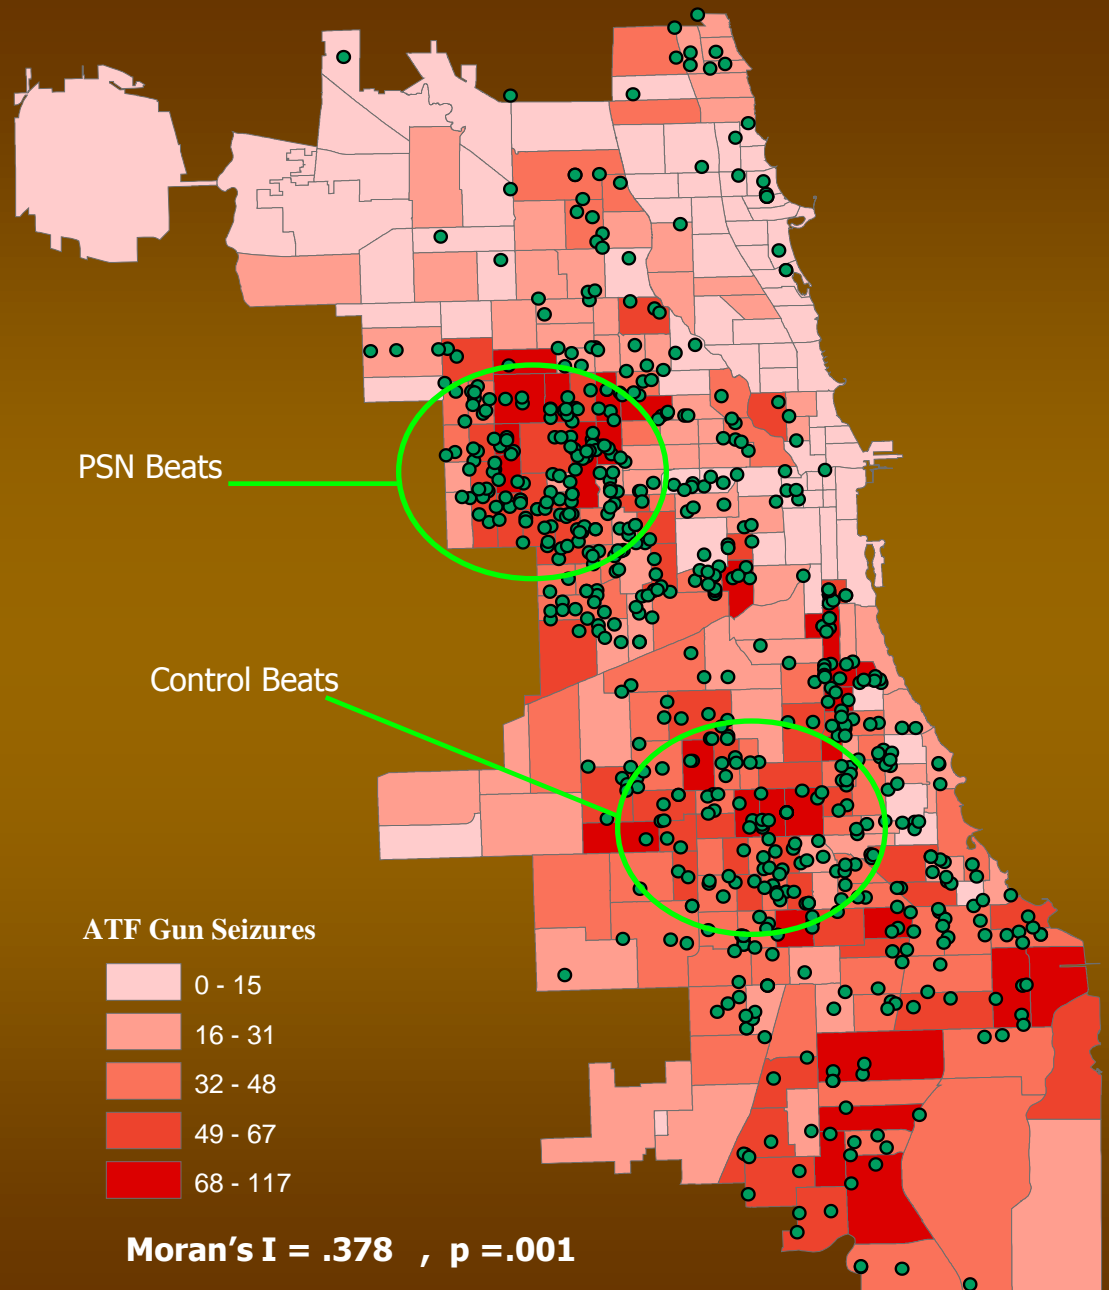 PSN Beats
Control Beats
ATF Gun Seizures
0 - 15
16 - 31
32 - 48
49 - 67
68 - 117
Moran’s I = .378 , p =.001